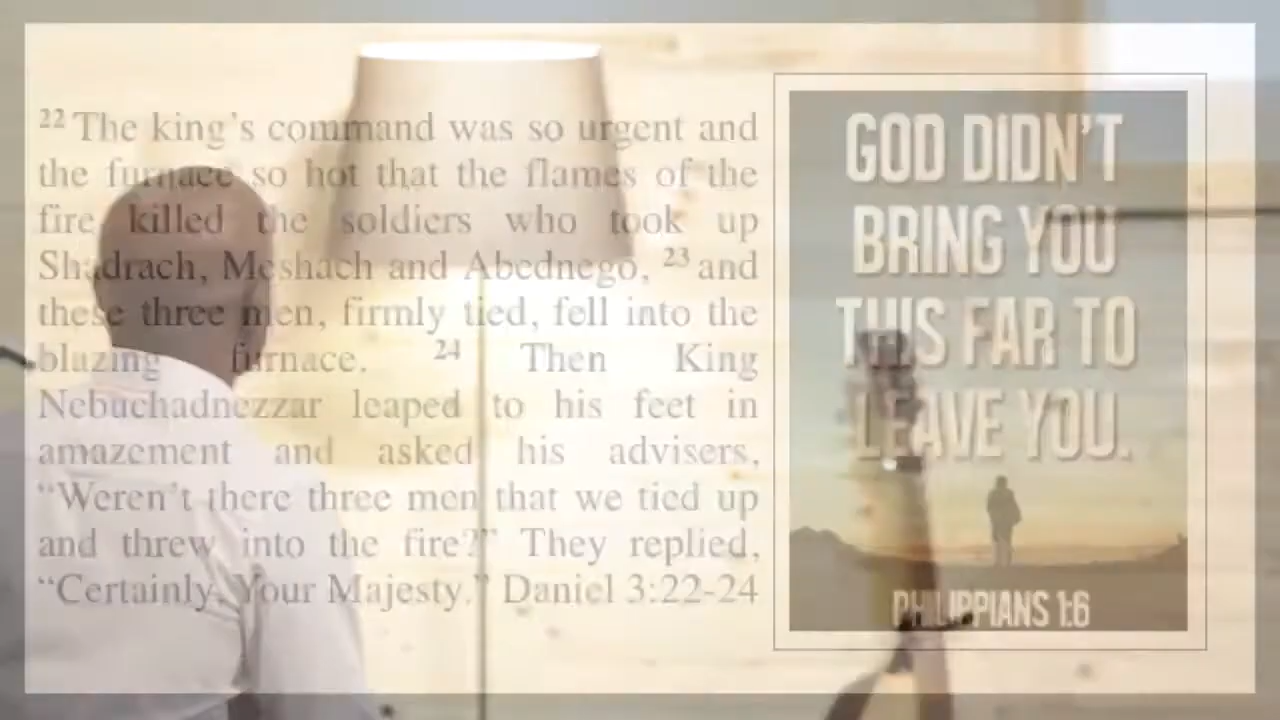 22 The king's command was so urgent and
the furnace so hot that the flames of the
fire killed the soldiers who took up
Shadrach, Meshach and Abednego, 23 and
these three men, firmly tied, fell into the
blazing furnace. 24 Then King
Nebuchadnezzar leaped to his feet in
amazement and asked his advisers,
“Weren't there three men that we tied up
and threw into the fire?” They replied,
“Certainly, Your Majesty.” Daniel 3:22-24
GOD DIDN'T
BRING YOU
THIS FAR TO
LEAVE YOU.
PHILIPPIANS 1:6